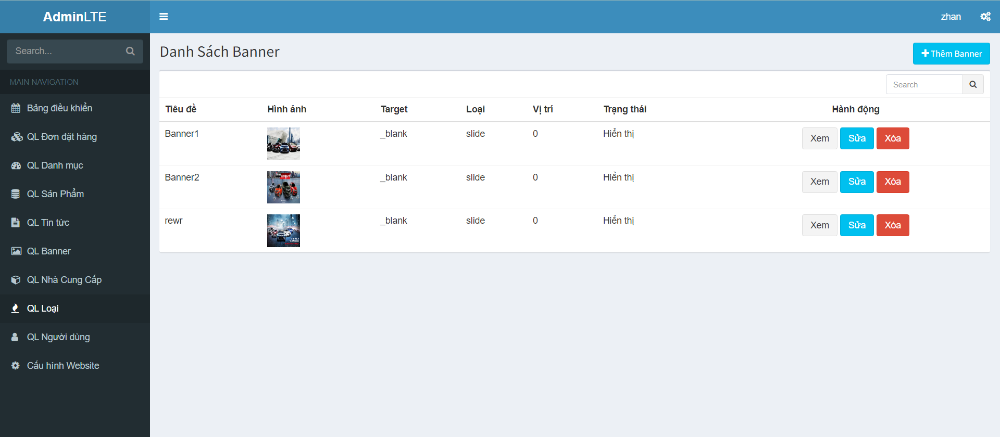 AdminLTE
zhan
Search...
MAIN NAVIGATION
Bảng điều khiển
QL Đơn đặt hàng
QL Danh mục
QL Sản Phẩm
QL Tin tức
QL Banner
QL Nhà Cung Cấp
QL Loại
QL Người dùng
Cấu hình Website
Danh Sách Banner
Thêm Banner
Search
Tiêu đề Hình ảnh Target Loại Vị trí Trạng thái Hành động
Banner1 _blank slide 0 Hiển thị Xem Sửa Xóa
Banner2 _blank slide 0 Hiển thị Xem Sửa Xóa
rewr _blank slide 0 Hiển thị Xem Sửa Xóa